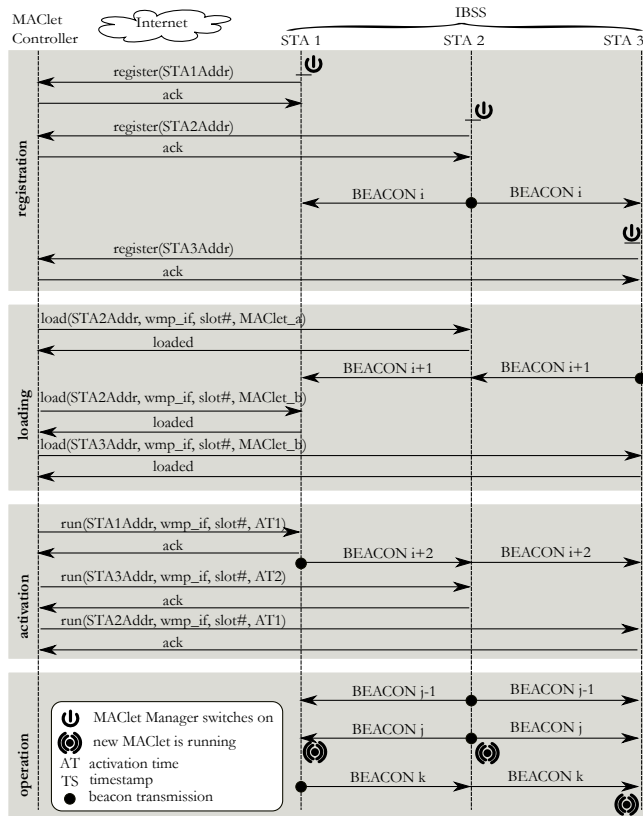 MAClet
Controller
Internet
IBSS
STA 1
STA 2
STA 3
registration
register(STA1Addr)
ack
register(STA2Addr)
ack
BEACON i
BEACON i
register(STA3Addr)
ack
loading
load(STA2Addr, wmp_if, slot#, MAClet_a)
loaded
BEACON i+1
BEACON i+1
load(STA2Addr, wmp_if, slot#, MAClet_b)
loaded
load(STA3Addr, wmp_if, slot#, MAClet_b)
loaded
activation
run(STA1Addr, wmp_if, slot#, AT1)
ack
BEACON i+2
BEACON i+2
run(STA3Addr, wmp_if, slot#, AT2)
ack
run(STA2Addr, wmp_if, slot#, AT1)
ack
operation
BEACON j-1
BEACON j-1
BEACON j
BEACON j
BEACON k
BEACON k
MAClet Manager switches on
new MAClet is running
AT activation time
TS timestamp
beacon transmission